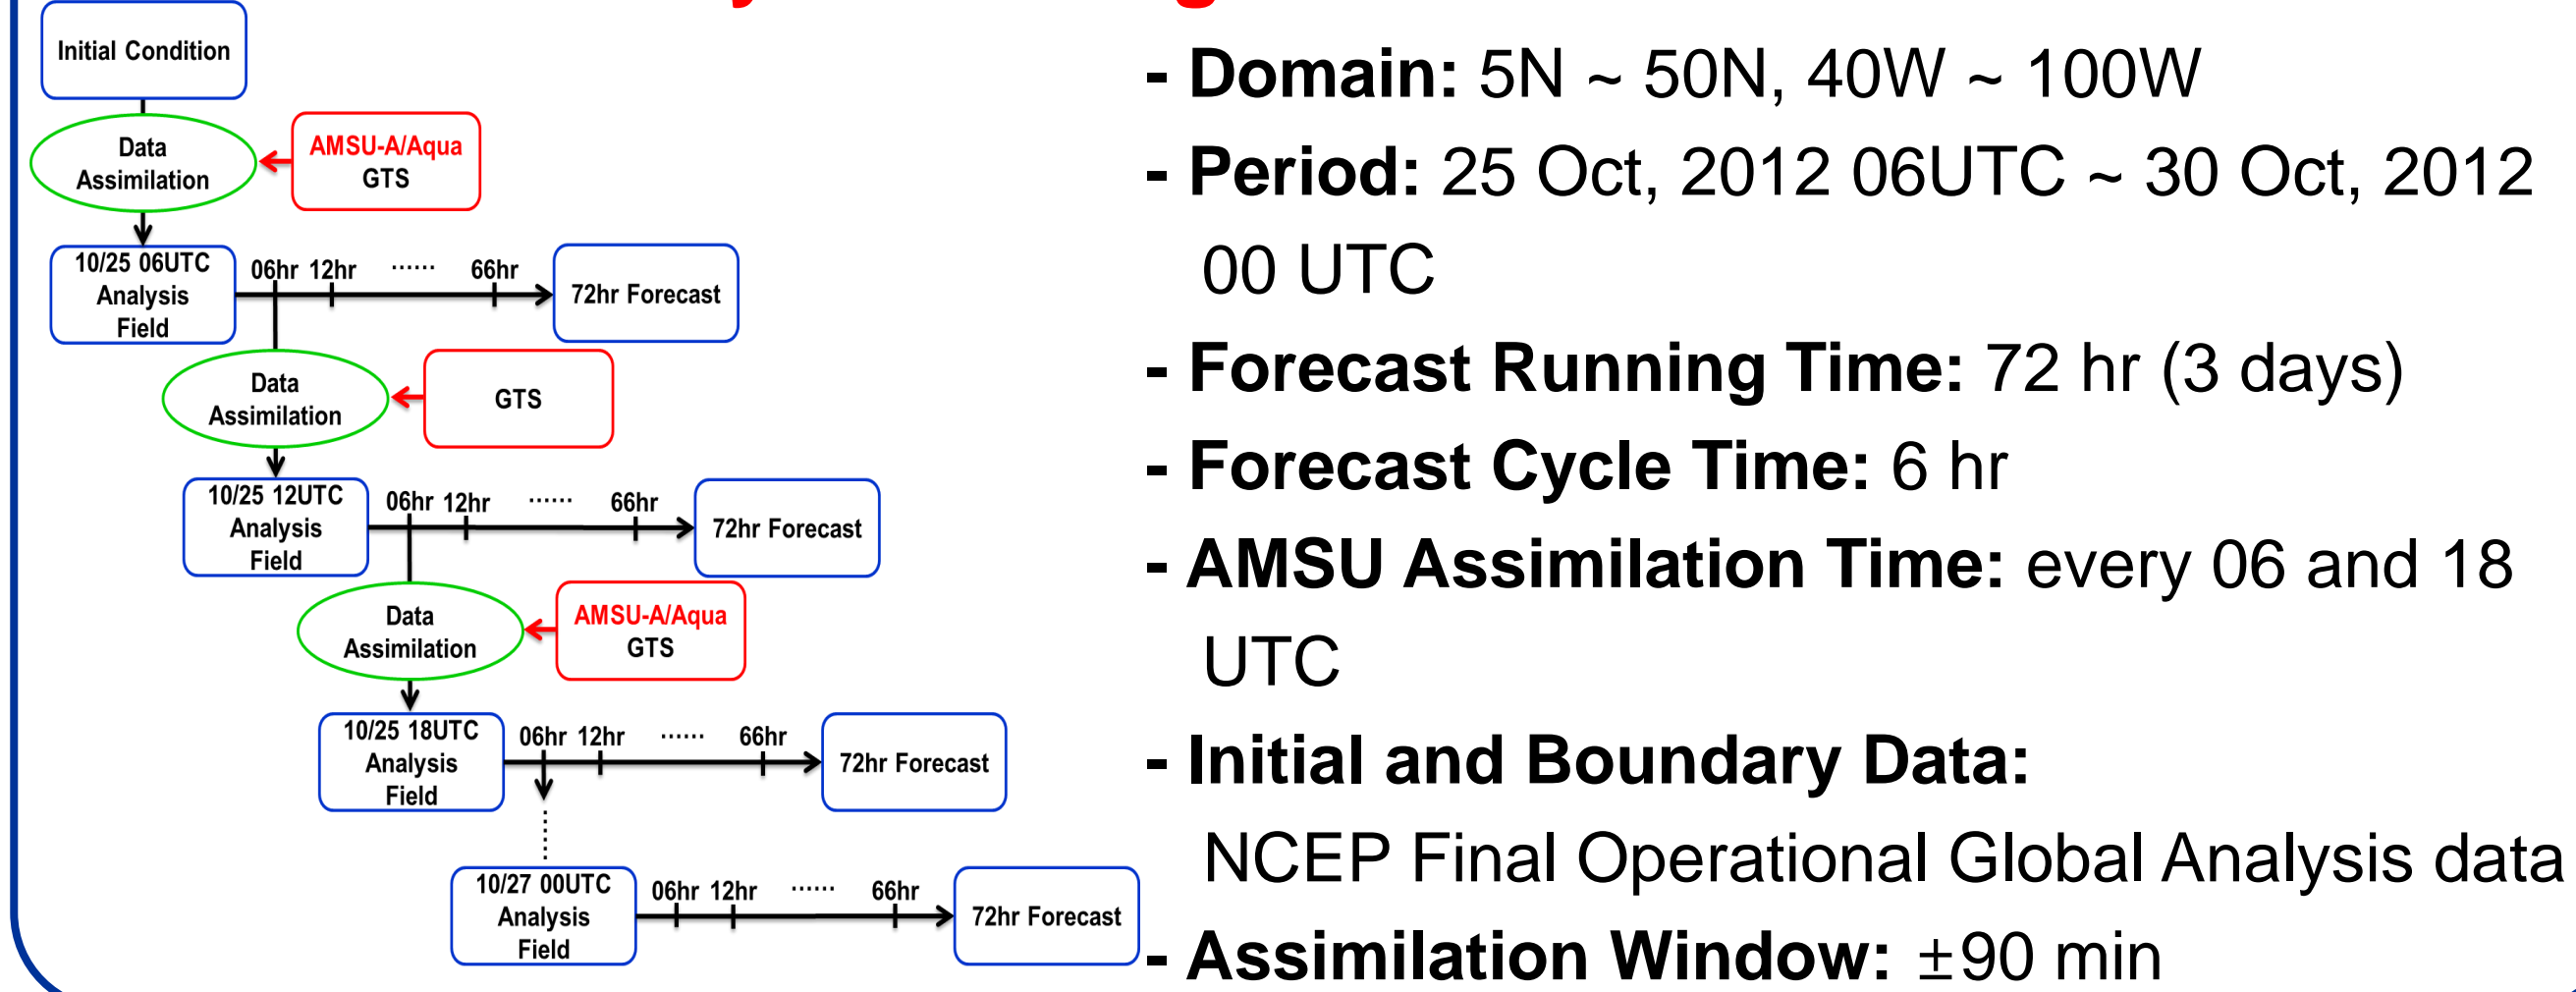 Initial Condition
Data
Assimilation
AMSU-A/Aqua
GTS
10/25 06UTC
Analysis
Field
06hr 12hr ...... 66hr
72hr Forecast
Data
Assimilation
GTS
10/25 12UTC
Analysis
Field
06hr 12hr ...... 66hr
72hr Forecast
Data
Assimilation
AMSU-A/Aqua
GTS
10/25 18UTC
Analysis
Field
06hr 12hr ...... 66hr
72hr Forecast
10/27 00UTC
Analysis
Field
06hr 12hr ...... 66hr
72hr Forecast
- Domain: 5N ~ 50N, 40W ~ 100W
- Period: 25 Oct, 2012 06UTC ~ 30 Oct, 2012
00 UTC
- Forecast Running Time: 72 hr (3 days)
- Forecast Cycle Time: 6 hr
- AMSU Assimilation Time: every 06 and 18
UTC
- Initial and Boundary Data:
NCEP Final Operational Global Analysis data
- Assimilation Window: ±90 min